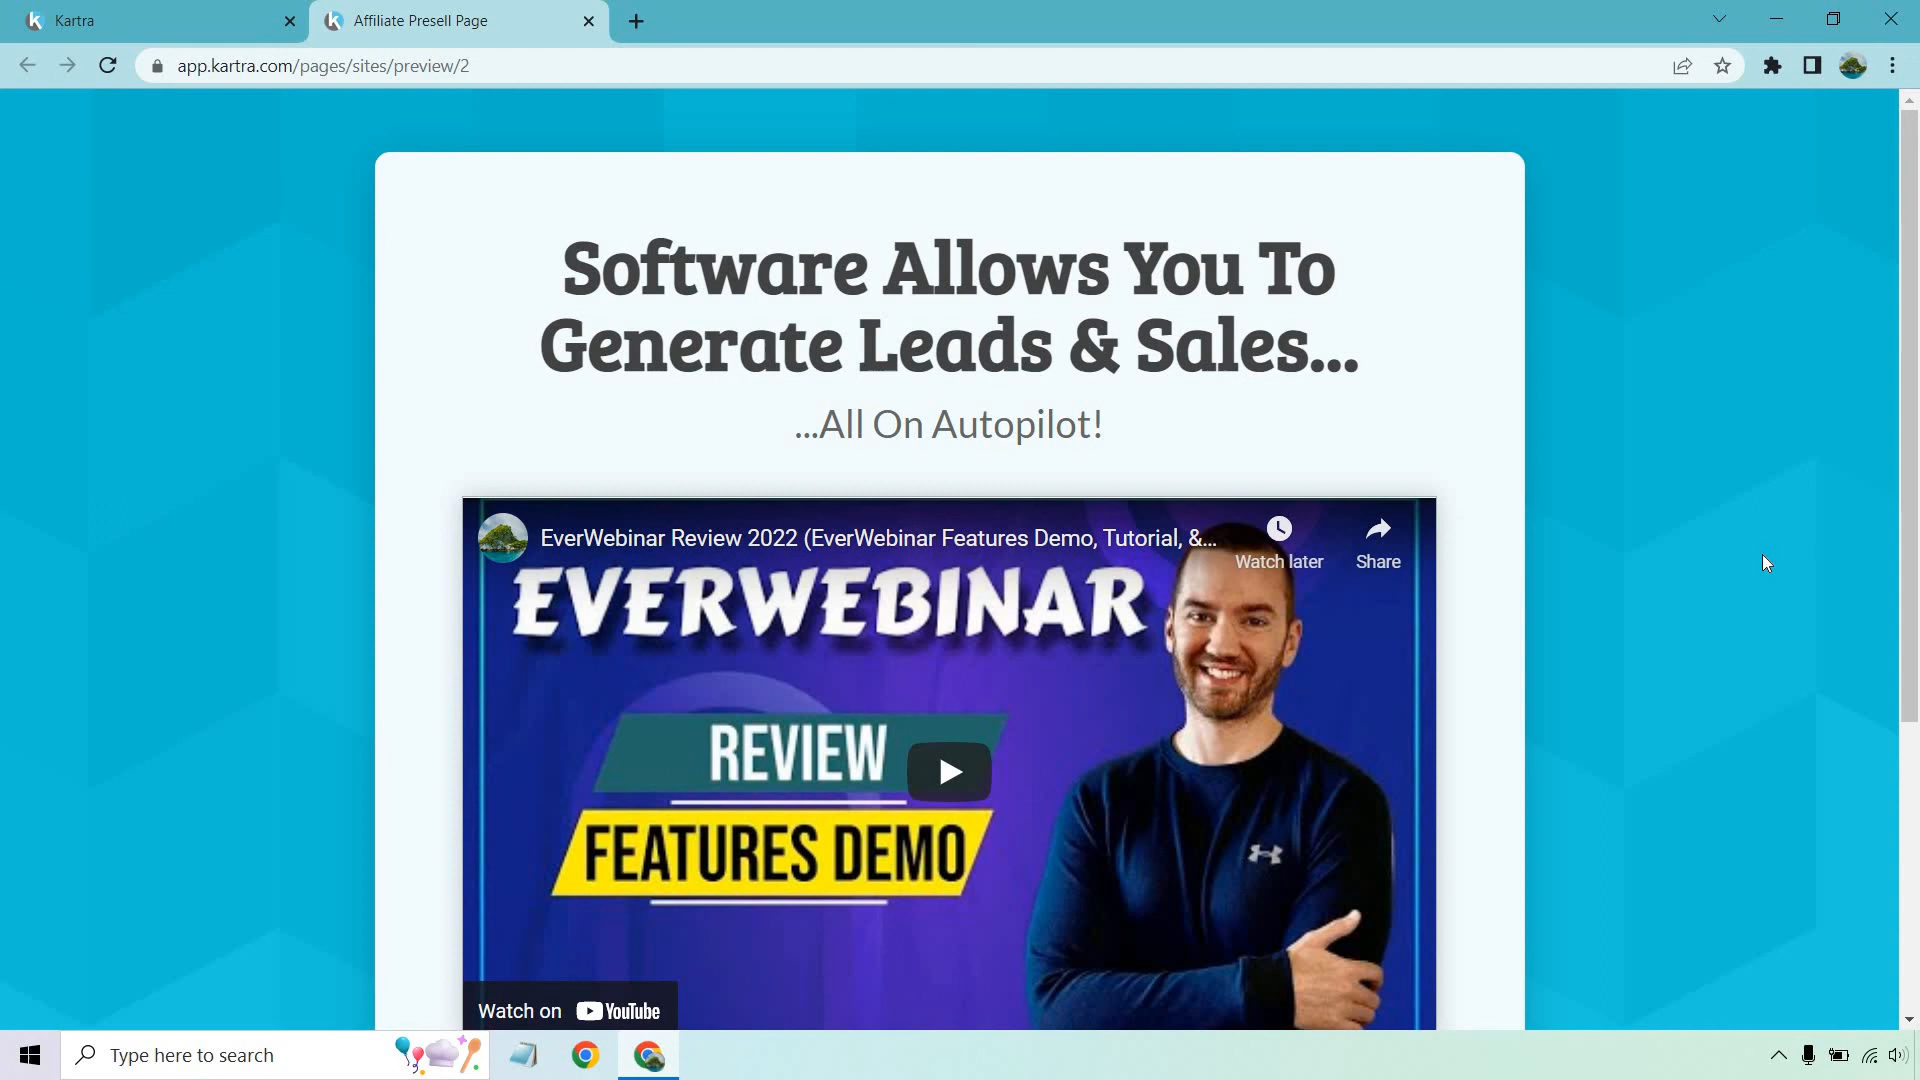 Kartra
Affiliate Presell Page
app.kartra.com/pages/sites/preview/2
Software Allows You To
Generate Leads & Sales...
...All On Autopilot!
EverWebinar Review 2022 (EverWebinar Features Demo, Tutorial, &...
Watch later
Share
EVERWEBINAR
REVIEW
FEATURES DEMO
Watch on YouTube
Type here to search